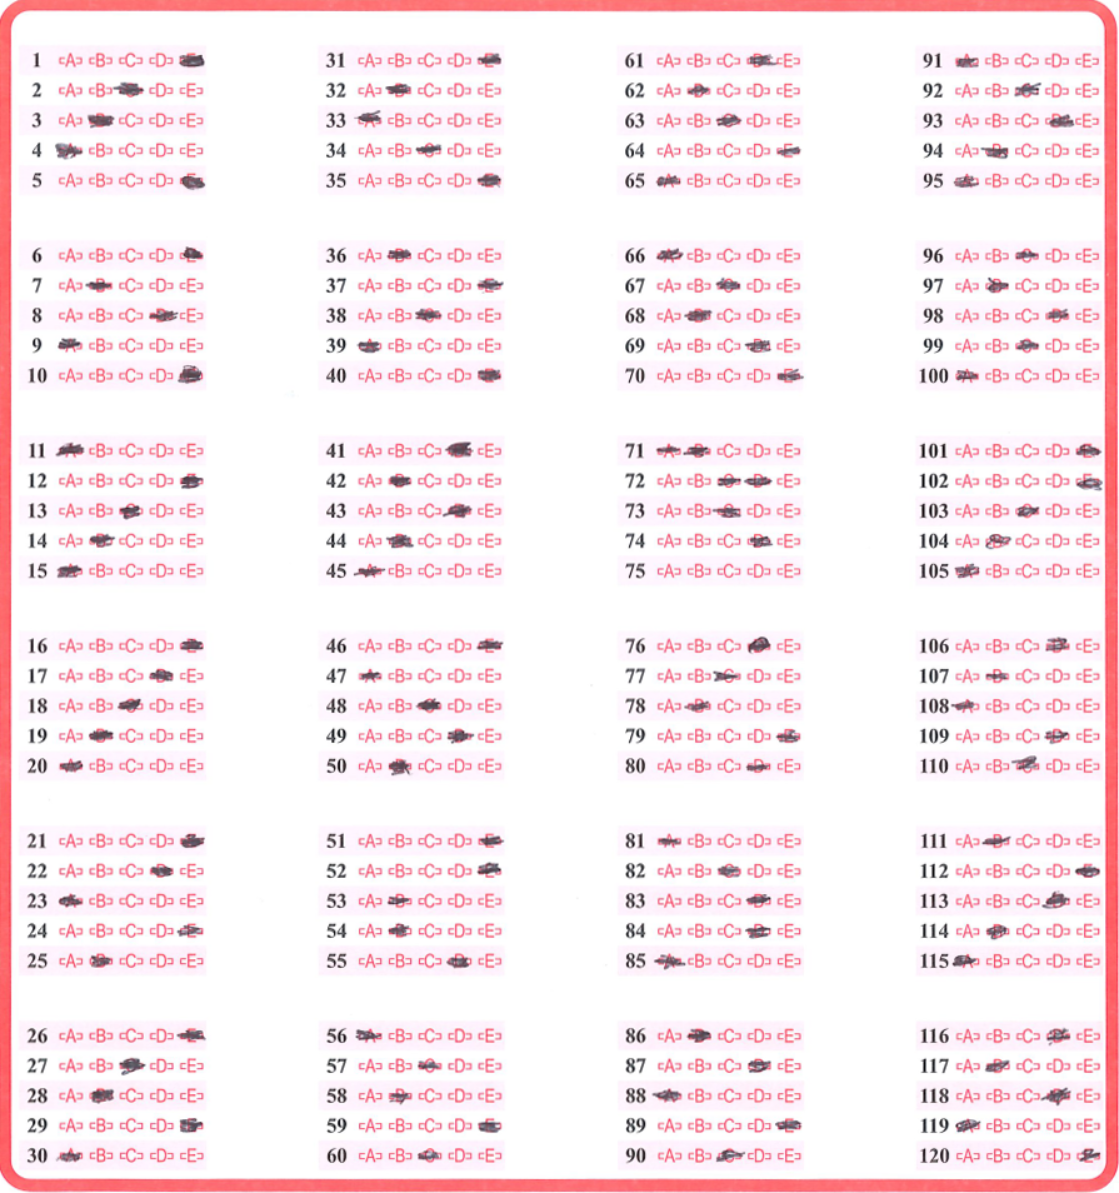 1 [A] [B] [C] [D]
2 [A] [B] [D] [E]
3 [A] [C] [D] [E]
4 [B] [C] [D] [E]
5 [A] [B] [C] [D]
6 [A] [B] [C] [D]
7 [A] [C] [D] [E]
8 [A] [B] [C] [E]
9 [B] [C] [D] [E]
10 [A] [B] [C] [D]
11 [B] [C] [D] [E]
12 [A] [B] [C] [D]
13 [A] [B] [D] [E]
14 [A] [C] [D] [E]
15 [B] [C] [D] [E]
16 [A] [B] [C] [D]
17 [A] [B] [C] [E]
18 [A] [B] [D] [E]
19 [A] [C] [D] [E]
20 [B] [C] [D] [E]
21 [A] [B] [C] [D]
22 [A] [B] [C] [E]
23 [B] [C] [D] [E]
24 [A] [B] [C] [D]
25 [A] [C] [D] [E]
26 [A] [B] [C] [D]
27 [A] [B] [D] [E]
28 [A] [C] [D] [E]
29 [A] [B] [C] [D]
30 [B] [C] [D] [E]
31 [A] [B] [C] [D]
32 [A] [C] [D] [E]
33 [B] [C] [D] [E]
34 [A] [B] [D] [E]
35 [A] [B] [C] [D]
36 [A] [C] [D] [E]
37 [A] [B] [C] [D]
38 [A] [B] [D] [E]
39 [B] [C] [D] [E]
40 [A] [B] [C] [D]
41 [A] [B] [C] [E]
42 [A] [C] [D] [E]
43 [A] [B] [C] [E]
44 [A] [C] [D] [E]
45 [B] [C] [D] [E]
46 [A] [B] [C] [D]
47 [B] [C] [D] [E]
48 [A] [B] [D] [E]
49 [A] [B] [C] [E]
50 [A] [C] [D] [E]
51 [A] [B] [C] [D]
52 [A] [B] [C] [D]
53 [A] [C] [D] [E]
54 [A] [C] [D] [E]
55 [A] [B] [C] [E]
56 [B] [C] [D] [E]
57 [A] [B] [D] [E]
58 [A] [C] [D] [E]
59 [A] [B] [C] [D]
60 [A] [B] [D] [E]
61 [A] [B] [C] [E]
62 [A] [C] [D] [E]
63 [A] [B] [D] [E]
64 [A] [B] [C] [D]
65 [B] [C] [D] [E]
66 [B] [C] [D] [E]
67 [A] [B] [D] [E]
68 [A] [C] [D] [E]
69 [A] [B] [C] [E]
70 [A] [B] [C] [D]
71 [C] [D] [E]
72 [A] [B] [E]
73 [A] [B] [D] [E]
74 [A] [B] [C] [E]
75 [A] [B] [C] [D] [E]
76 [A] [B] [C] [E]
77 [A] [B] [D] [E]
78 [A] [C] [D] [E]
79 [A] [B] [C] [D]
80 [A] [B] [C] [E]
81 [B] [C] [D] [E]
82 [A] [B] [D] [E]
83 [A] [B] [C] [E]
84 [A] [B] [C] [E]
85 [B] [C] [D] [E]
86 [A] [C] [D] [E]
87 [A] [B] [C] [E]
88 [B] [C] [D] [E]
89 [A] [B] [C] [D]
90 [A] [B] [D] [E]
91 [B] [C] [D] [E]
92 [A] [B] [D] [E]
93 [A] [B] [C] [E]
94 [A] [C] [D] [E]
95 [B] [C] [D] [E]
96 [A] [B] [D] [E]
97 [A] [C] [D] [E]
98 [A] [B] [C] [E]
99 [A] [B] [D] [E]
100 [B] [C] [D] [E]
101 [A] [B] [C] [D]
102 [A] [B] [C] [D]
103 [A] [B] [D] [E]
104 [A] [C] [D] [E]
105 [B] [C] [D] [E]
106 [A] [B] [C] [E]
107 [A] [C] [D] [E]
108 [B] [C] [D] [E]
109 [A] [B] [C] [E]
110 [A] [B] [D] [E]
111 [A] [C] [D] [E]
112 [A] [B] [C] [D]
113 [A] [B] [C] [E]
114 [A] [C] [D] [E]
115 [B] [C] [D] [E]
116 [A] [B] [C] [E]
117 [A] [C] [D] [E]
118 [A] [B] [C] [E]
119 [B] [C] [D] [E]
120 [A] [B] [C] [D]